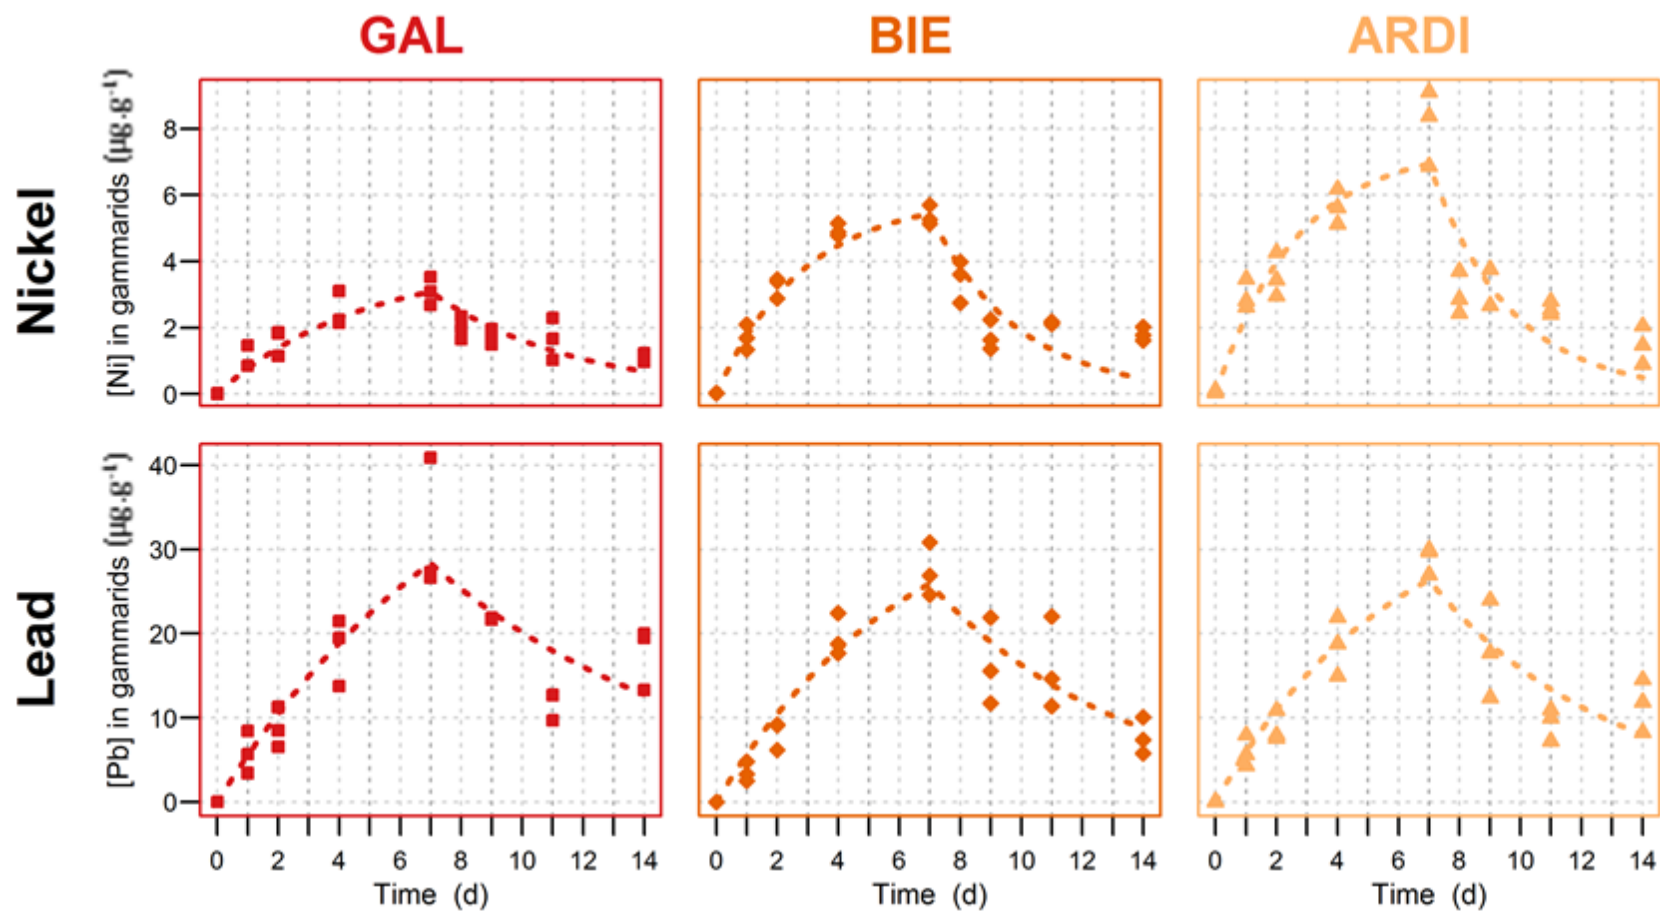 GAL BIE ARDI
Nickel
[Ni] in gammarids (µg.g⁻¹)
8
6
4
2
0
Lead
[Pb] in gammarids (µg.g⁻¹)
40
30
20
10
0
0 2 4 6 8 10 12 14 0 2 4 6 8 10 12 14 0 2 4 6 8 10 12 14
Time (d) Time (d) Time (d)